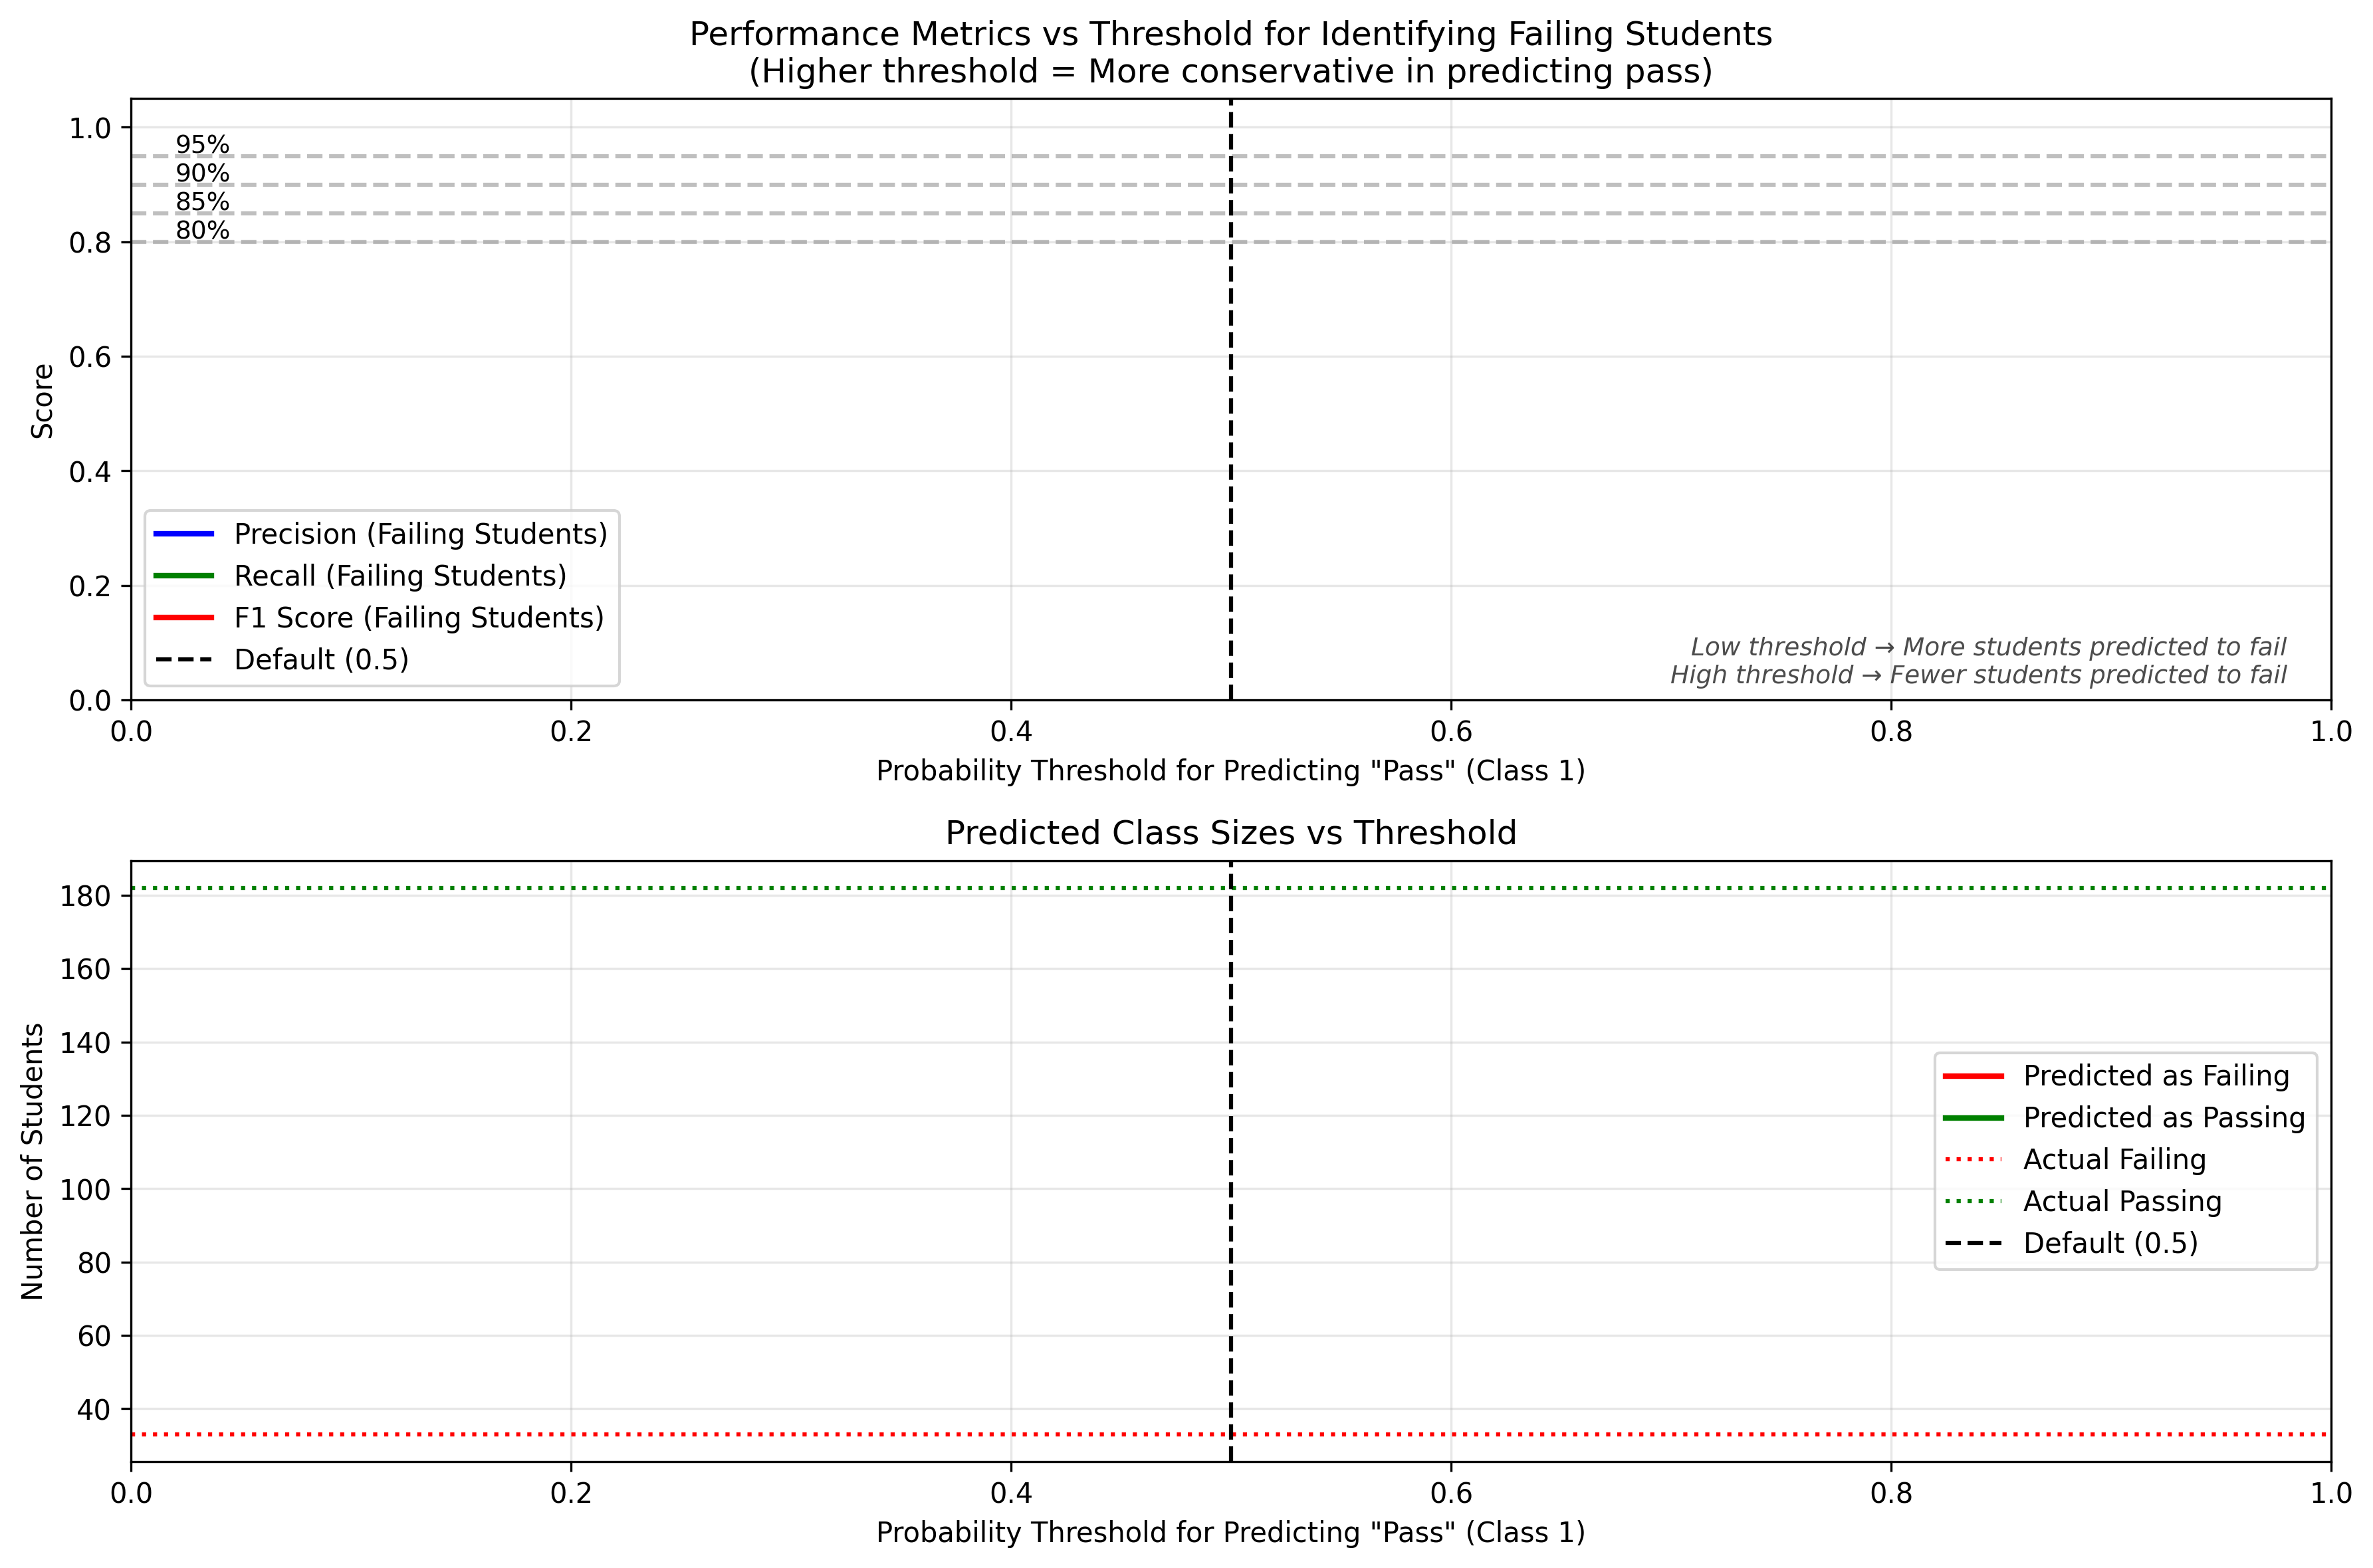 Performance Metrics vs Threshold for Identifying Failing Students
(Higher threshold = More conservative in predicting pass)
Score
1.0
0.8
0.6
0.4
0.2
0.0
95%
90%
85%
80%
Precision (Failing Students)
Recall (Failing Students)
F1 Score (Failing Students)
Default (0.5)
Low threshold → More students predicted to fail
High threshold → Fewer students predicted to fail
0.0 0.2 0.4 0.6 0.8 1.0
Probability Threshold for Predicting "Pass" (Class 1)
Predicted Class Sizes vs Threshold
Number of Students
180
160
140
120
100
80
60
40
Predicted as Failing
Predicted as Passing
Actual Failing
Actual Passing
Default (0.5)
0.0 0.2 0.4 0.6 0.8 1.0
Probability Threshold for Predicting "Pass" (Class 1)